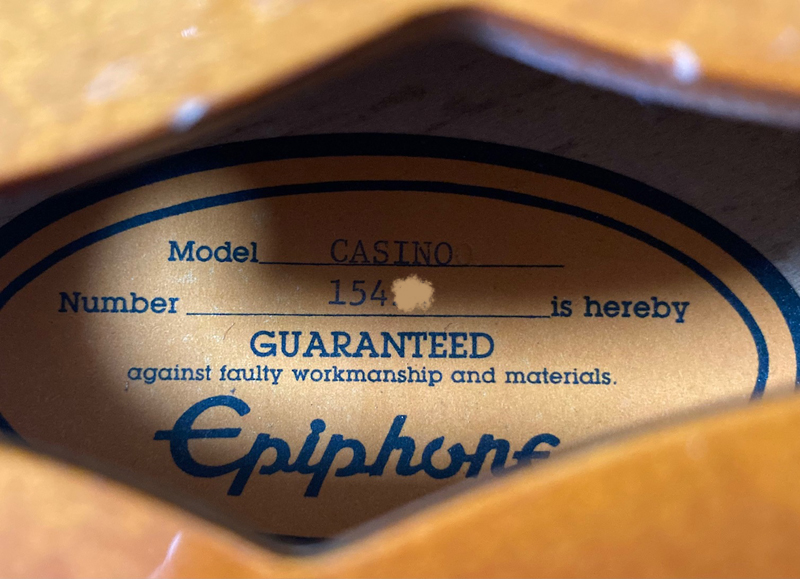 Model CASINO
Number 154 is hereby
GUARANTEED
against faulty workmanship and materials.
Epiphone